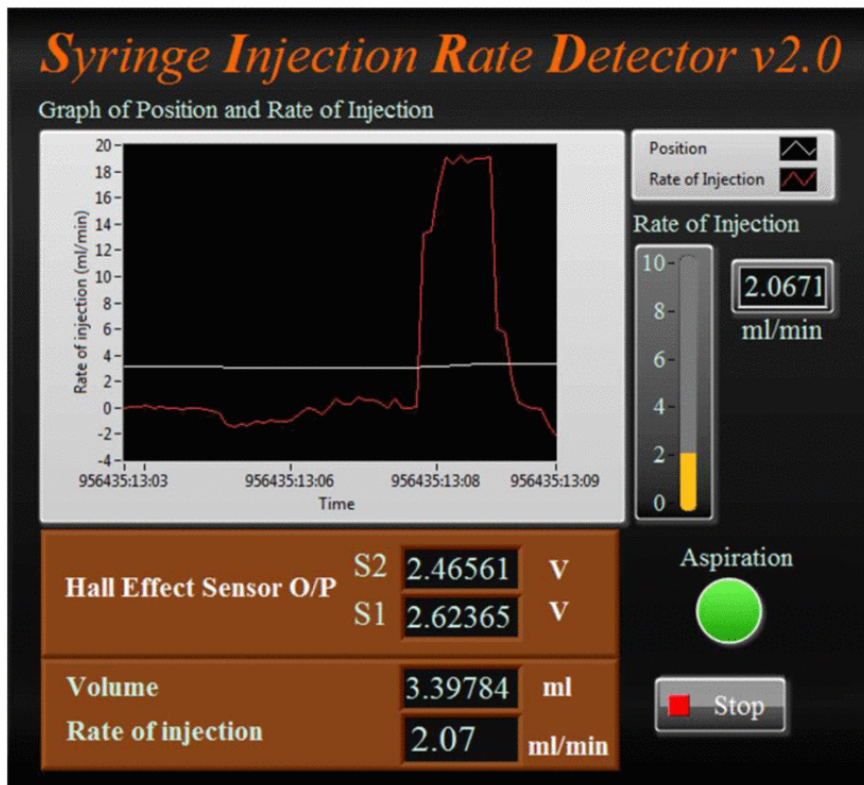 Syringe Injection Rate Detector v2.0
Graph of Position and Rate of Injection
Rate of injection (ml/min)
20
18
16
14
12
10
8
6
4
2
0
-2
-4
956435:13:03 956435:13:06 956435:13:08 956435:13:09
Time
Position
Rate of Injection
Rate of Injection
10
8
6
4
2
0
2.0671
ml/min
Hall Effect Sensor O/P
S2 2.46561 V
S1 2.62365 V
Aspiration
Volume 3.39784 ml
Rate of injection 2.07 ml/min
Stop